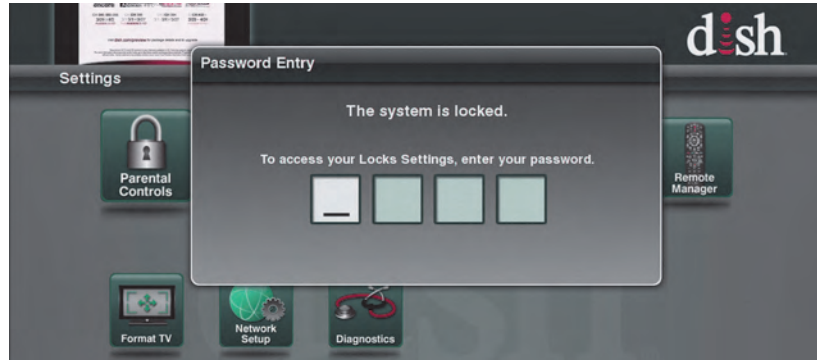 dish
Settings
Password Entry
The system is locked.
To access your Locks Settings, enter your password.
Parental
Controls
Remote
Manager
Format TV
Network
Setup
Diagnostics